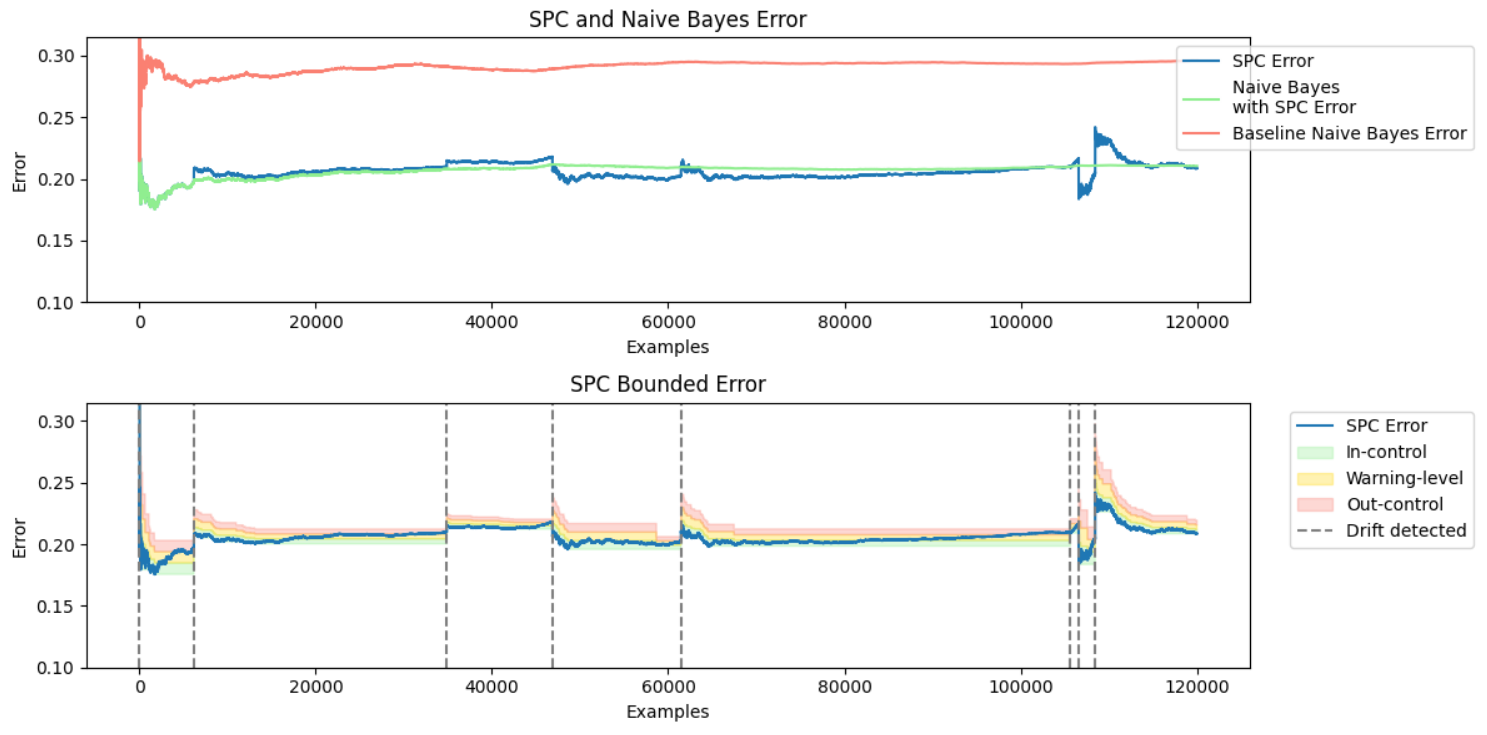 SPC and Naive Bayes Error
0.30
0.25
0.20
0.15
0.10
Error
0
20000
40000
60000
80000
100000
120000
Examples
SPC Error
Naive Bayes
with SPC Error
Baseline Naive Bayes Error
SPC Bounded Error
0.30
0.25
0.20
0.15
0.10
Error
0
20000
40000
60000
80000
100000
120000
Examples
SPC Error
In-control
Warning-level
Out-control
Drift detected